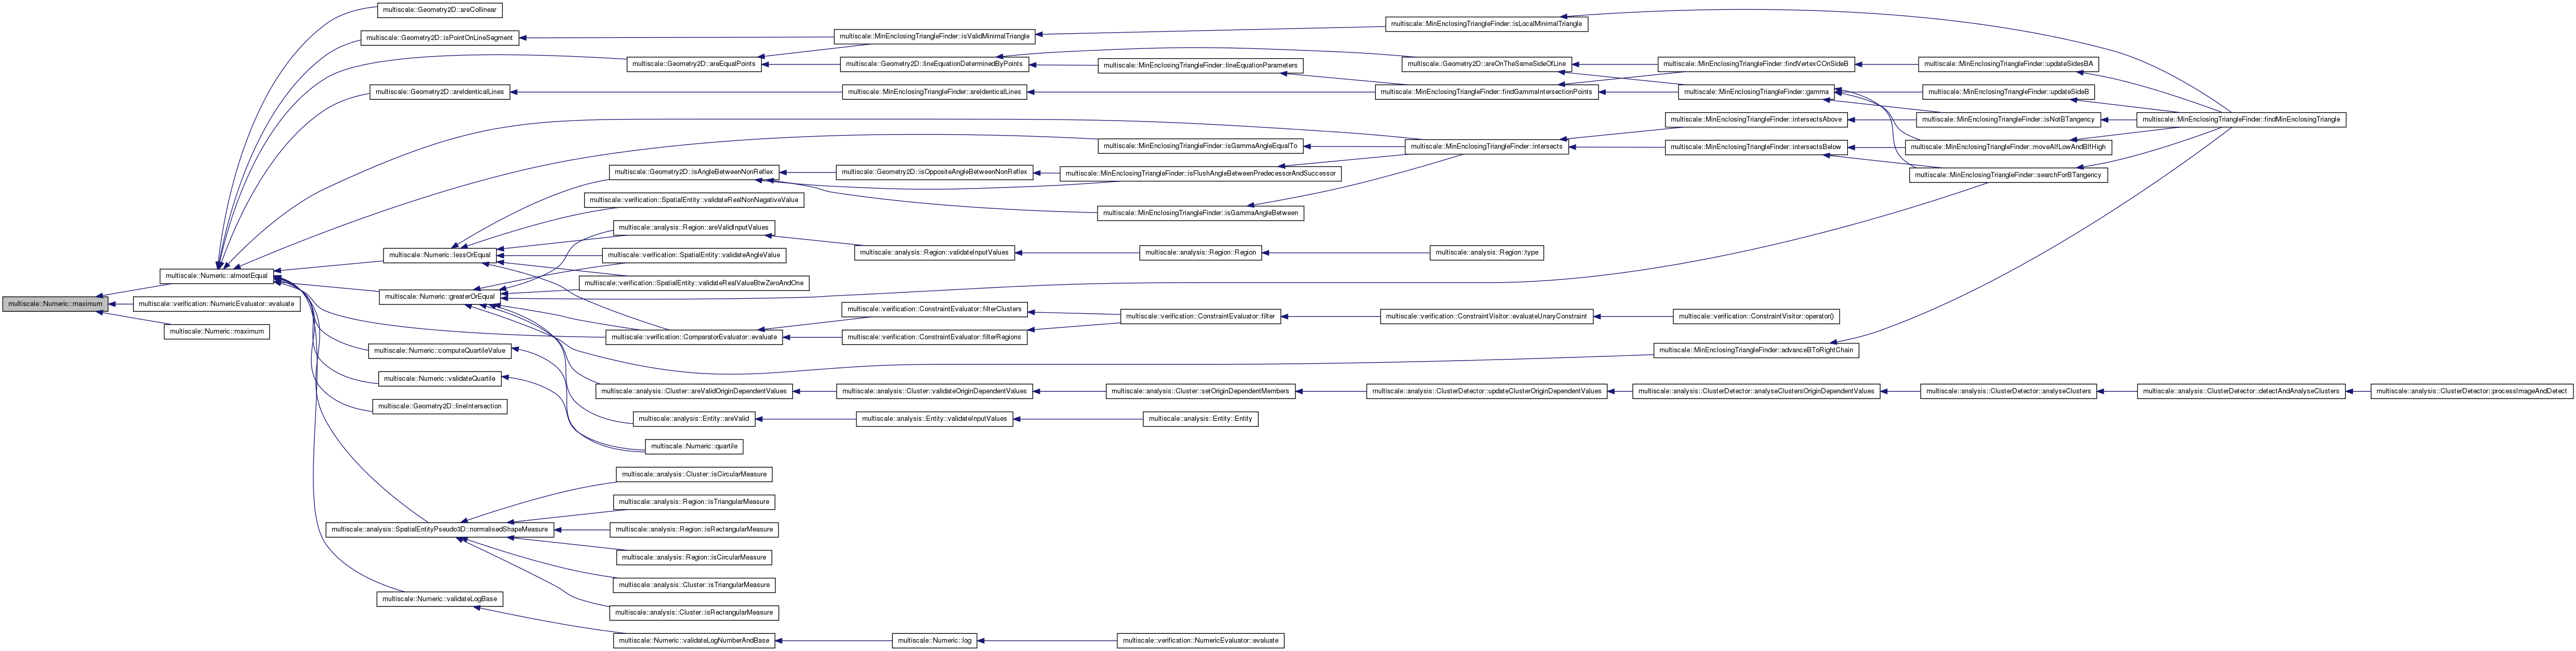 multiscale::Geometry2D::areCollinear
multiscale::MinEnclosingTriangleFinder::isLocalMinimalTriangle
multiscale::Geometry2D::isPointOnLineSegment
multiscale::MinEnclosingTriangleFinder::isValidMinimalTriangle
multiscale::Geometry2D::areEqualPoints
multiscale::Geometry2D::lineEquationDeterminedByPoints
multiscale::MinEnclosingTriangleFinder::lineEquationParameters
multiscale::Geometry2D::areOnTheSameSideOfLine
multiscale::MinEnclosingTriangleFinder::findVertexCOnSideB
multiscale::MinEnclosingTriangleFinder::updateSidesBA
multiscale::Geometry2D::areIdenticalLines
multiscale::MinEnclosingTriangleFinder::areIdenticalLines
multiscale::MinEnclosingTriangleFinder::findGammaIntersectionPoints
multiscale::MinEnclosingTriangleFinder::gamma
multiscale::MinEnclosingTriangleFinder::updateSideB
multiscale::MinEnclosingTriangleFinder::intersectsAbove
multiscale::MinEnclosingTriangleFinder::isNotBTangency
multiscale::MinEnclosingTriangleFinder::findMinEnclosingTriangle
multiscale::MinEnclosingTriangleFinder::isGammaAngleEqualTo
multiscale::MinEnclosingTriangleFinder::intersects
multiscale::MinEnclosingTriangleFinder::intersectsBelow
multiscale::MinEnclosingTriangleFinder::moveAIfLowAndBIfHigh
multiscale::Geometry2D::isAngleBetweenNonReflex
multiscale::Geometry2D::isOppositeAngleBetweenNonReflex
multiscale::MinEnclosingTriangleFinder::isFlushAngleBetweenPredecessorAndSuccessor
multiscale::MinEnclosingTriangleFinder::searchForBTangency
multiscale::verification::SpatialEntity::validateRealNonNegativeValue
multiscale::MinEnclosingTriangleFinder::isGammaAngleBetween
multiscale::analysis::Region::areValidInputValues
multiscale::Numeric::lessOrEqual
multiscale::verification::SpatialEntity::validateAngleValue
multiscale::analysis::Region::validateInputValues
multiscale::analysis::Region::Region
multiscale::analysis::Region::type
multiscale::Numeric::almostEqual
multiscale::verification::SpatialEntity::validateRealValueBtwZeroAndOne
multiscale::Numeric::maximum
multiscale::verification::NumericEvaluator::evaluate
multiscale::Numeric::greaterOrEqual
multiscale::verification::ConstraintEvaluator::filterClusters
multiscale::verification::ConstraintEvaluator::filter
multiscale::verification::ConstraintVisitor::evaluateUnaryConstraint
multiscale::verification::ConstraintVisitor::operator()
multiscale::Numeric::maximum
multiscale::verification::ComparatorEvaluator::evaluate
multiscale::verification::ConstraintEvaluator::filterRegions
multiscale::Numeric::computeQuartileValue
multiscale::MinEnclosingTriangleFinder::advanceBToRightChain
multiscale::Numeric::validateQuartile
multiscale::analysis::Cluster::areValidOriginDependentValues
multiscale::analysis::Cluster::validateOriginDependentValues
multiscale::analysis::Cluster::setOriginDependentMembers
multiscale::analysis::ClusterDetector::updateClusterOriginDependentValues
multiscale::analysis::ClusterDetector::analyseClustersOriginDependentValues
multiscale::analysis::ClusterDetector::analyseClusters
multiscale::analysis::ClusterDetector::detectAndAnalyseClusters
multiscale::analysis::ClusterDetector::processImageAndDetect
multiscale::Geometry2D::lineIntersection
multiscale::analysis::Entity::areValid
multiscale::analysis::Entity::validateInputValues
multiscale::analysis::Entity::Entity
multiscale::Numeric::quartile
multiscale::analysis::Cluster::isCircularMeasure
multiscale::analysis::Region::isTriangularMeasure
multiscale::analysis::SpatialEntityPseudo3D::normalisedShapeMeasure
multiscale::analysis::Region::isRectangularMeasure
multiscale::analysis::Region::isCircularMeasure
multiscale::analysis::Cluster::isTriangularMeasure
multiscale::Numeric::validateLogBase
multiscale::analysis::Cluster::isRectangularMeasure
multiscale::Numeric::validateLogNumberAndBase
multiscale::Numeric::log
multiscale::verification::NumericEvaluator::evaluate